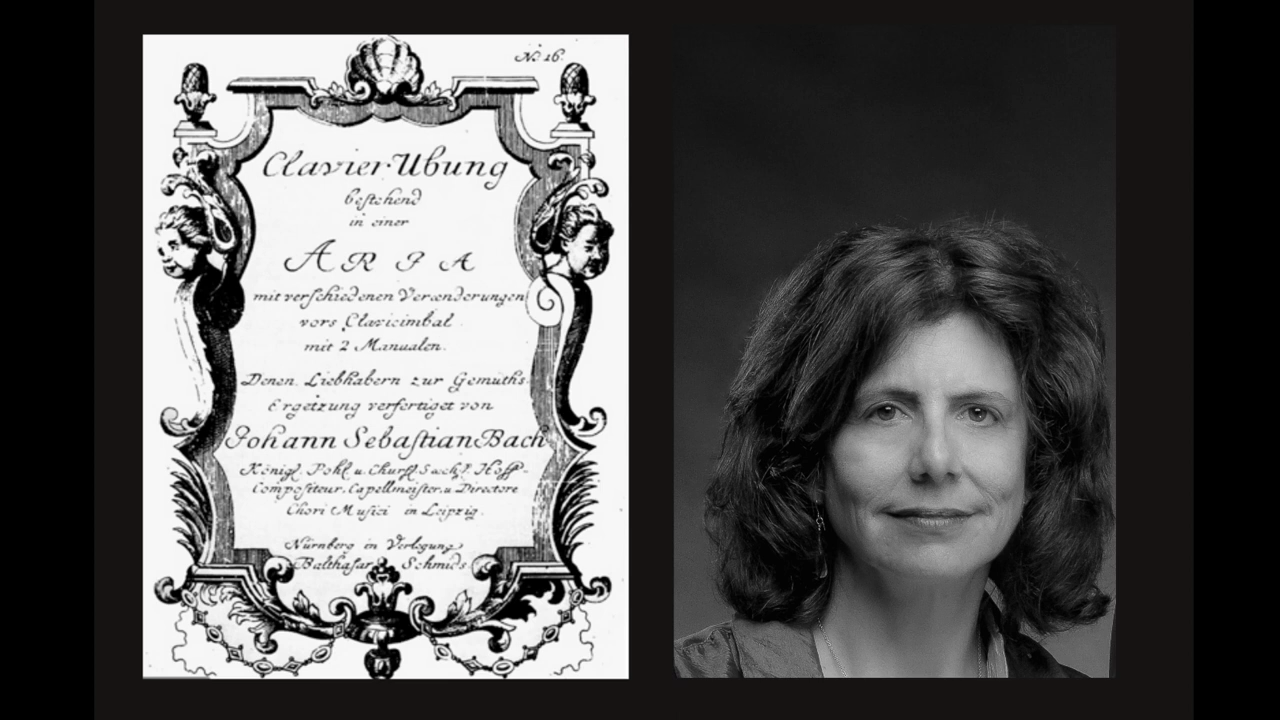 No. 16.
Clavier Ubung
bestehend
in einer
ARIA
mit verschiedenen Verænderungen
vors Clavicimbal
mit 2 Manualen.
Denen Liebhabern zur Gemüths-
Ergetzung verfertiget von
Johann Sebastian Bach
Königl. Pohl. u. Churfl. Sæchs. Hoff-
Compositeur, Capellmeister, u. Directore
Chori Musici in Leipzig.
Nürnberg in Verlegung
Balthasar Schmids